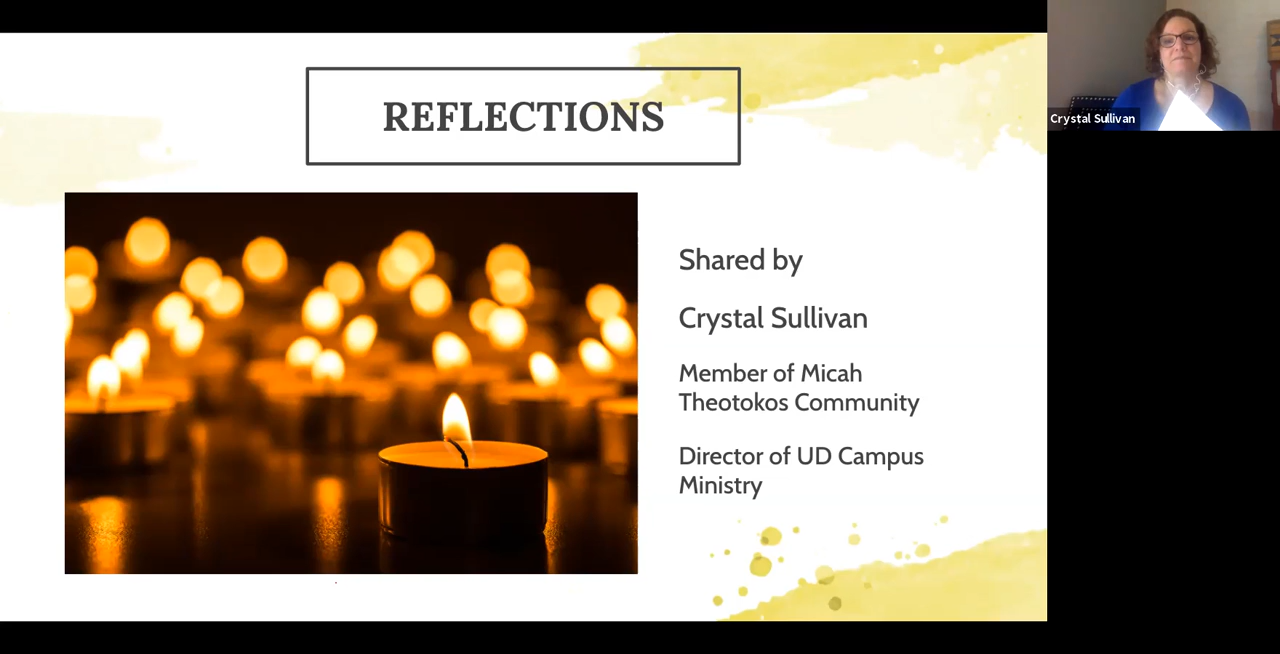 REFLECTIONS
Crystal Sullivan
Shared by
Crystal Sullivan
Member of Micah
Theotokos Community
Director of UD Campus
Ministry